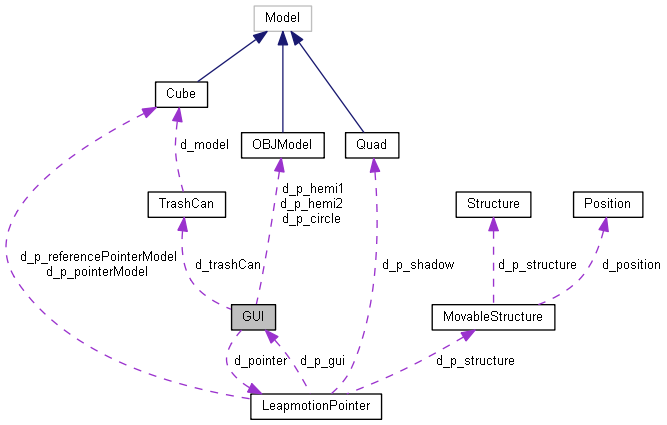 Model
Cube
OBJModel
Quad
d_model
d_p_hemi1
d_p_hemi2
d_p_circle
TrashCan
Structure
Position
d_p_referencePointerModel
d_p_pointerModel
d_trashCan
d_p_shadow
d_p_structure
d_position
GUI
MovableStructure
d_pointer
d_p_gui
d_p_structure
LeapmotionPointer